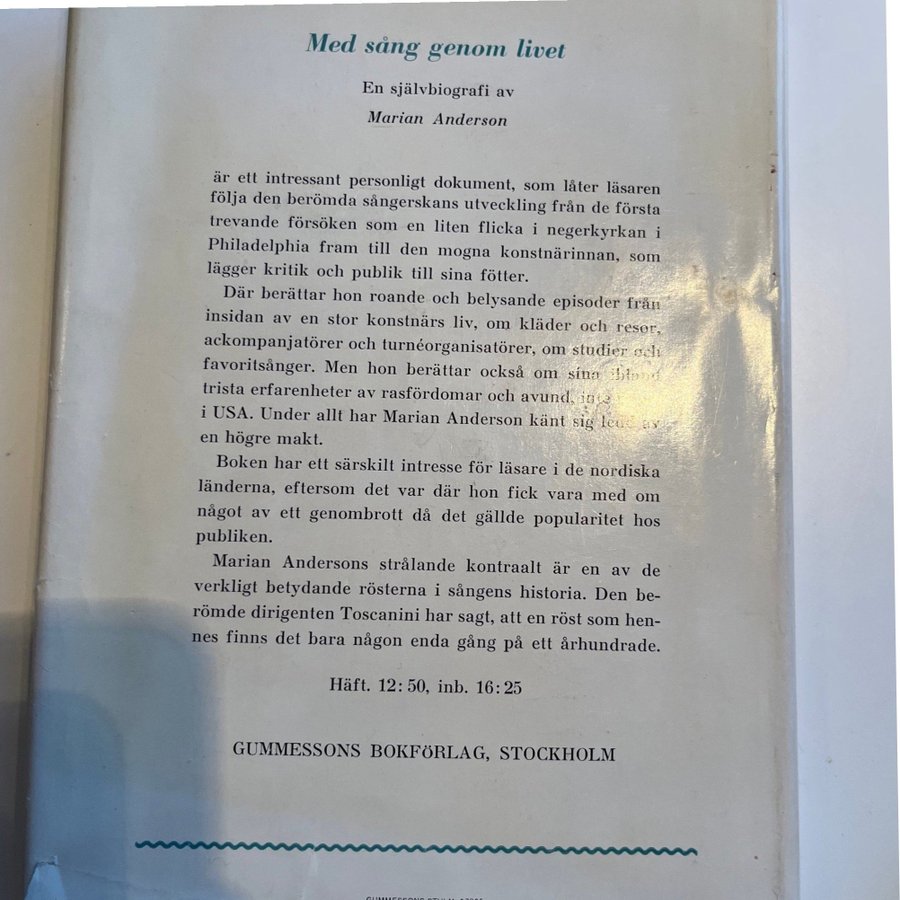 Med sång genom livet
En självbiografi av
Marian Anderson
är ett intressant personligt dokument, som låter läsaren
följa den berömda sångerskans utveckling från de första
trevande försöken som en liten flicka i negerkyrkan i
Philadelphia fram till den mogna konstnärinnan, som
lägger kritik och publik till sina fötter.
Där berättar hon roande och belysande episoder från
insidan av en stor konstnärs liv, om kläder och resor,
ackompanjatörer och turnéorganisatörer, om studier och
favoritsånger. Men hon berättar också om sina ibland
trista erfarenheter av rasfördomar och avund,
i USA. Under allt har Marian Anderson känt sig ledd av
en högre makt.
Boken har ett särskilt intresse för läsare i de nordiska
länderna, eftersom det var där hon fick vara med om
något av ett genombrott då det gällde popularitet hos
publiken.
Marian Andersons strålande kontraalt är en av de
verkligt betydande rösterna i sångens historia. Den be-
römde dirigenten Toscanini har sagt, att en röst som hen-
nes finns det bara någon enda gång på ett århundrade.
Häft. 12:50, inb. 16:25
GUMMESSONS BOKFÖRLAG, STOCKHOLM